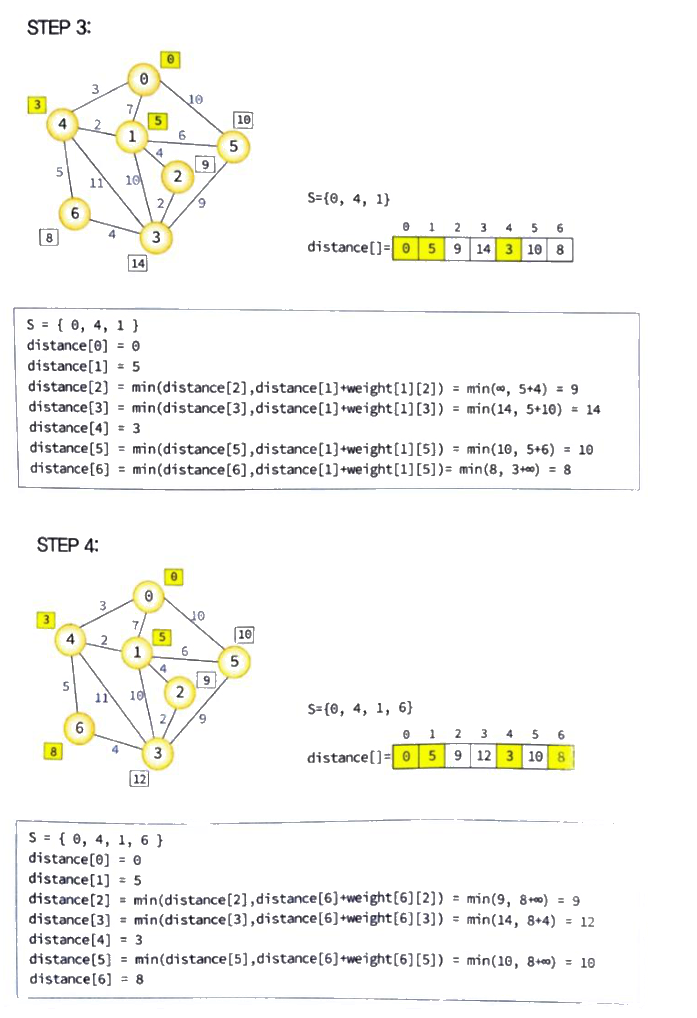 STEP 3:
0
3
0
3
10
7
5
10
4
2
1
6
5
4
9
5
11
10
2
2
9
6
4
3
8
14
S={0, 4, 1}
0 1 2 3 4 5 6
distance[]= 0 5 9 14 3 10 8
S = { 0, 4, 1 }
distance[0] = 0
distance[1] = 5
distance[2] = min(distance[2],distance[1]+weight[1][2]) = min(∞, 5+4) = 9
distance[3] = min(distance[3],distance[1]+weight[1][3]) = min(14, 5+10) = 14
distance[4] = 3
distance[5] = min(distance[5],distance[1]+weight[1][5]) = min(10, 5+6) = 10
distance[6] = min(distance[6],distance[1]+weight[1][5])= min(8, 3+∞) = 8
STEP 4:
0
0
3
3
10
7
5
10
4
2
1
6
5
4
9
5
11
10
2
2
9
6
4
3
8
12
S={0, 4, 1, 6}
0 1 2 3 4 5 6
distance[]= 0 5 9 12 3 10 8
S = { 0, 4, 1, 6 }
distance[0] = 0
distance[1] = 5
distance[2] = min(distance[2],distance[6]+weight[6][2]) = min(9, 8+∞) = 9
distance[3] = min(distance[3],distance[6]+weight[6][3]) = min(14, 8+4) = 12
distance[4] = 3
distance[5] = min(distance[5],distance[6]+weight[6][5]) = min(10, 8+∞) = 10
distance[6] = 8